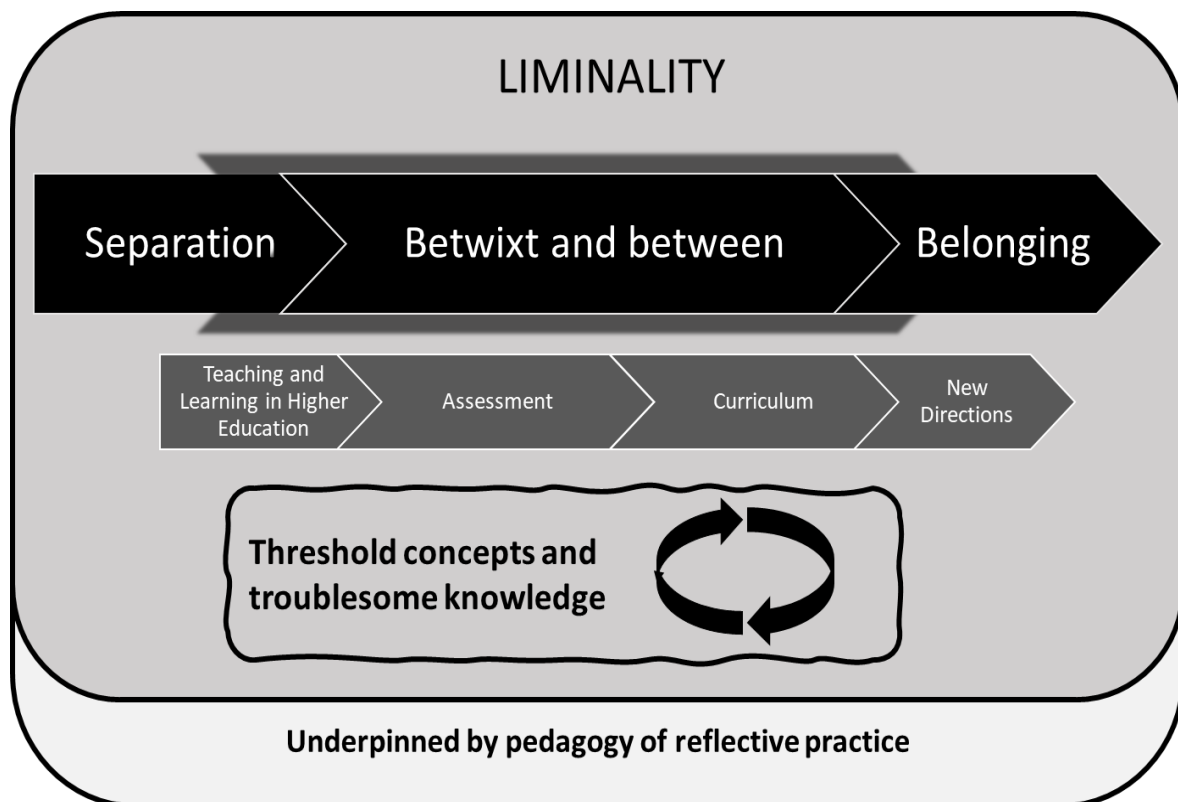 LIMINALITY
Separation
Betwixt and between
Belonging
Teaching and
Learning in Higher
Education
Assessment
Curriculum
New
Directions
Threshold concepts and
troublesome knowledge
Underpinned by pedagogy of reflective practice